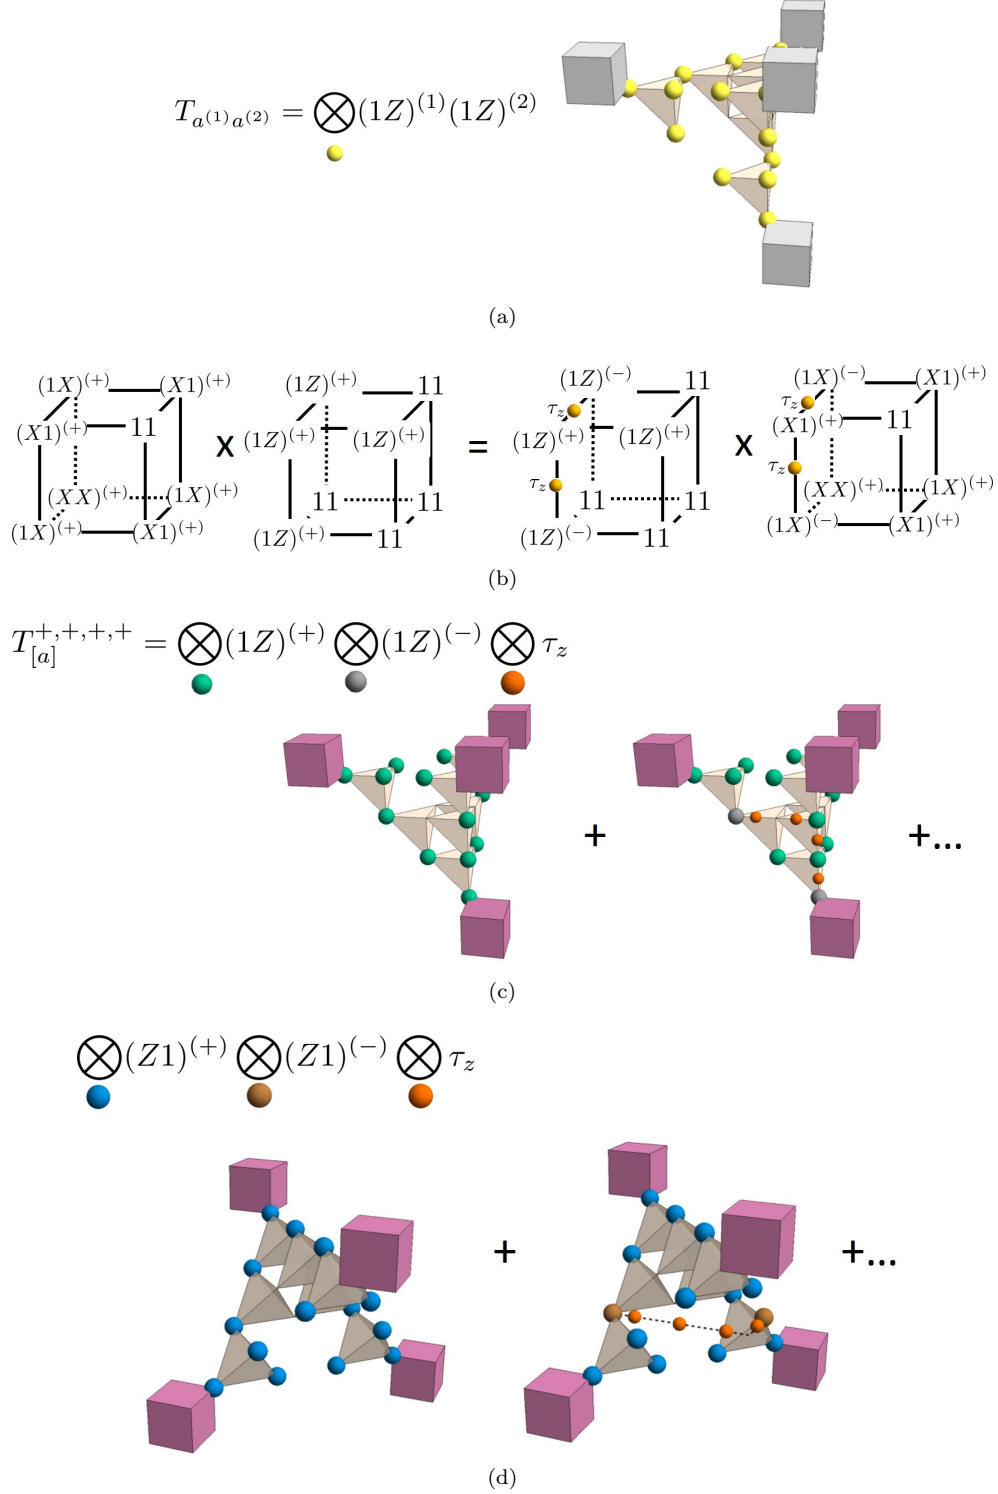 T_{a^{(1)}a^{(2)}} = ⨂(1Z)^{(1)}(1Z)^{(2)}
(a)
(1X)^{(+)} (X1)^{(+)} (1Z)^{(+)} 11 (1Z)^{(-)} 11 (1X)^{(-)} (X1)^{(+)}
τ_z τ_z
(X1)^{(+)} 11 X (1Z)^{(+)} (1Z)^{(+)} = (1Z)^{(+)} (1Z)^{(+)} X (X1)^{(+)} 11
τ_z τ_z
(XX)^{(+)} (1X)^{(+)} 11 11 11 11 (XX)^{(+)} (1X)^{(+)}
(1X)^{(+)} (X1)^{(+)} (1Z)^{(+)} 11 (1Z)^{(-)} 11 (1X)^{(-)} (X1)^{(+)}
(b)
T_{[a]}^{+,+,+,+} = ⨂(1Z)^{(+)} ⨂(1Z)^{(-)} ⨂ τ_z
+ +...
(c)
⨂(Z1)^{(+)} ⨂(Z1)^{(-)} ⨂ τ_z
+ +...
(d)